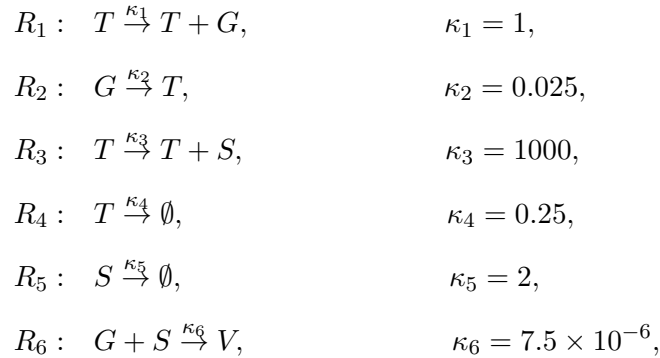 R₁ : T →^{κ₁} T + G, κ₁ = 1,
R₂ : G →^{κ₂} T, κ₂ = 0.025,
R₃ : T →^{κ₃} T + S, κ₃ = 1000,
R₄ : T →^{κ₄} ∅, κ₄ = 0.25,
R₅ : S →^{κ₅} ∅, κ₅ = 2,
R₆ : G + S →^{κ₆} V, κ₆ = 7.5 × 10⁻⁶,